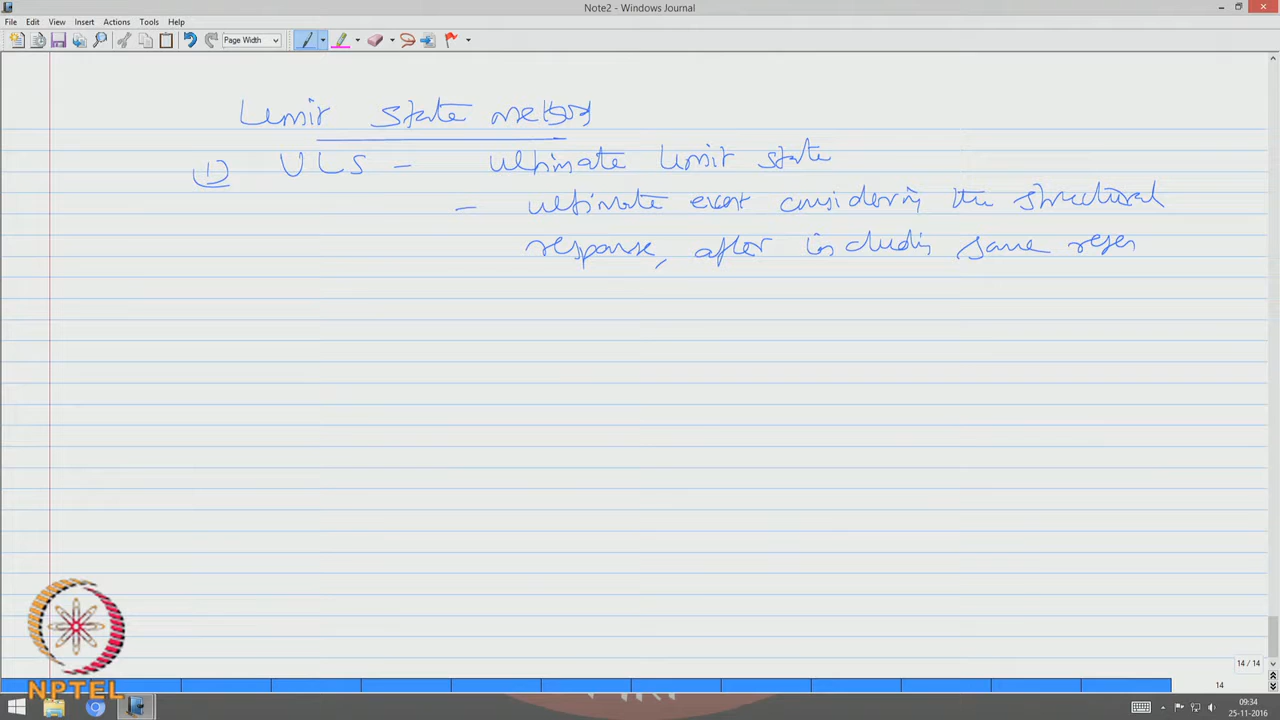 Note2 - Windows Journal
File Edit View Insert Actions Tools Help
Page Width
Limit state method
1) ULS - ultimate limit state
- ultimate event considering the structural
response, after including some reser
14 / 14
14
NPTEL
09:34
25-11-2016